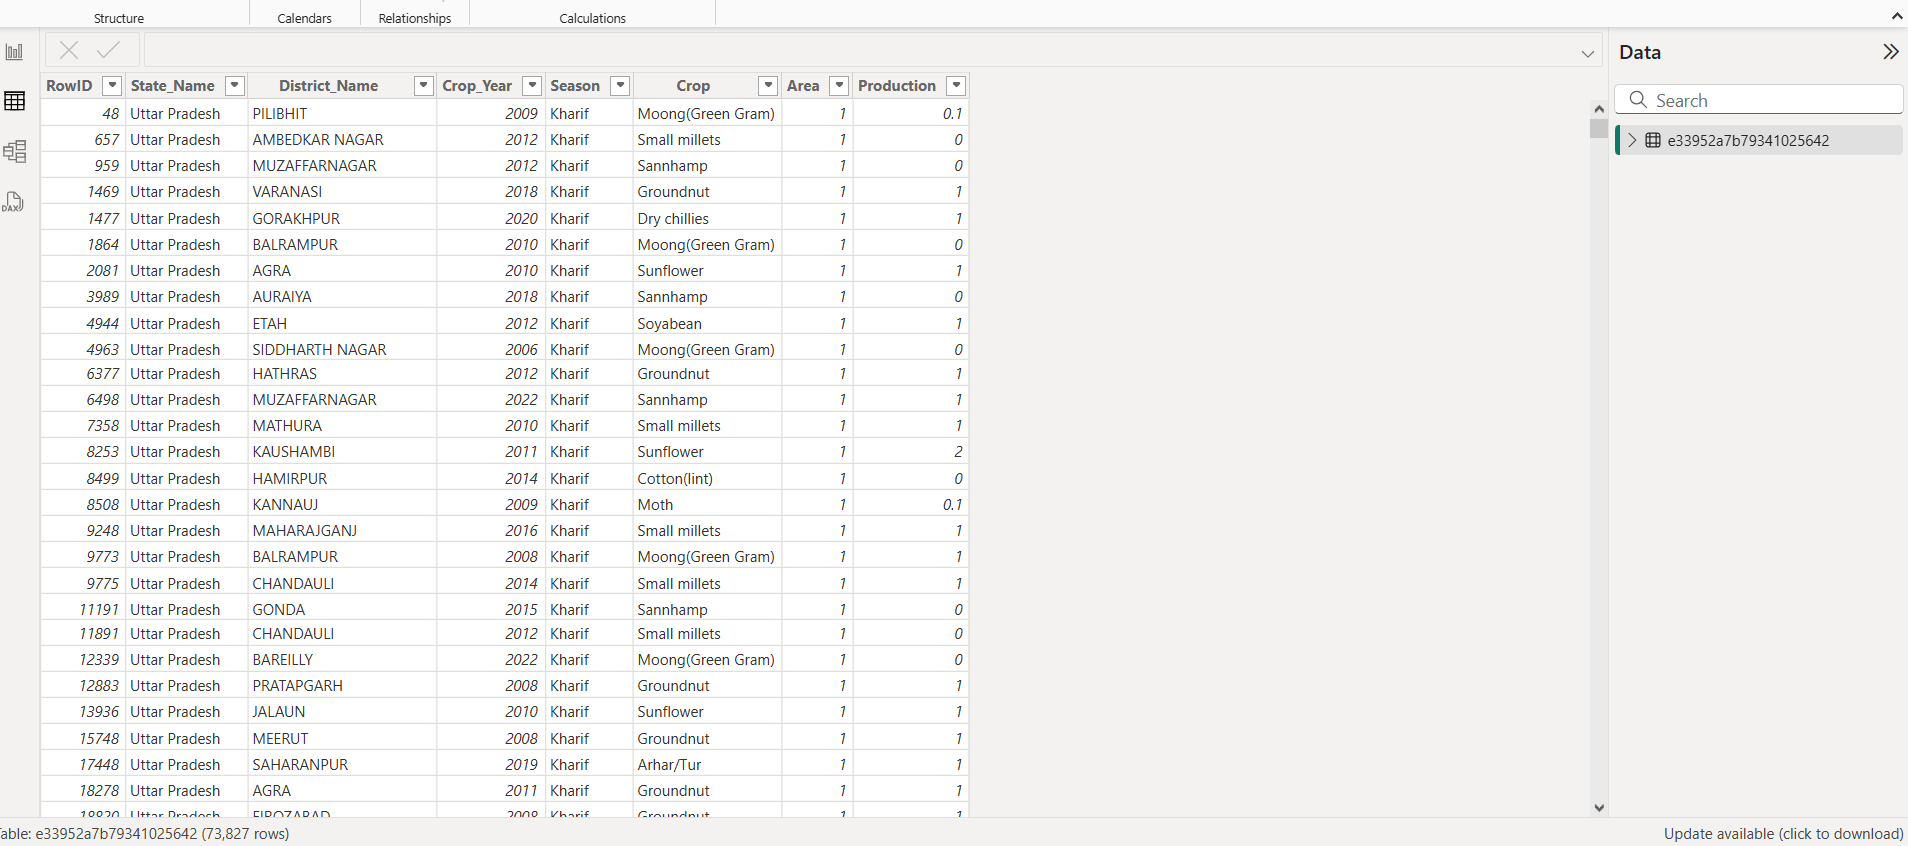 Structure Calendars Relationships Calculations
Data
RowID State_Name District_Name Crop_Year Season Crop Area Production
Search
e33952a7b79341025642
DAX
48 Uttar Pradesh PILIBHIT 2009 Kharif Moong(Green Gram) 1 0.1
657 Uttar Pradesh AMBEDKAR NAGAR 2012 Kharif Small millets 1 0
959 Uttar Pradesh MUZAFFARNAGAR 2012 Kharif Sannhamp 1 0
1469 Uttar Pradesh VARANASI 2018 Kharif Groundnut 1 1
1477 Uttar Pradesh GORAKHPUR 2020 Kharif Dry chillies 1 1
1864 Uttar Pradesh BALRAMPUR 2010 Kharif Moong(Green Gram) 1 0
2081 Uttar Pradesh AGRA 2010 Kharif Sunflower 1 1
3989 Uttar Pradesh AURAIYA 2018 Kharif Sannhamp 1 0
4944 Uttar Pradesh ETAH 2012 Kharif Soyabean 1 1
4963 Uttar Pradesh SIDDHARTH NAGAR 2006 Kharif Moong(Green Gram) 1 0
6377 Uttar Pradesh HATHRAS 2012 Kharif Groundnut 1 1
6498 Uttar Pradesh MUZAFFARNAGAR 2022 Kharif Sannhamp 1 1
7358 Uttar Pradesh MATHURA 2010 Kharif Small millets 1 1
8253 Uttar Pradesh KAUSHAMBI 2011 Kharif Sunflower 1 2
8499 Uttar Pradesh HAMIRPUR 2014 Kharif Cotton(lint) 1 0
8508 Uttar Pradesh KANNAUJ 2009 Kharif Moth 1 0.1
9248 Uttar Pradesh MAHARAJGANJ 2016 Kharif Small millets 1 1
9773 Uttar Pradesh BALRAMPUR 2008 Kharif Moong(Green Gram) 1 1
9775 Uttar Pradesh CHANDAULI 2014 Kharif Small millets 1 1
11191 Uttar Pradesh GONDA 2015 Kharif Sannhamp 1 0
11891 Uttar Pradesh CHANDAULI 2012 Kharif Small millets 1 0
12339 Uttar Pradesh BAREILLY 2022 Kharif Moong(Green Gram) 1 0
12883 Uttar Pradesh PRATAPGARH 2008 Kharif Groundnut 1 1
13936 Uttar Pradesh JALAUN 2010 Kharif Sunflower 1 1
15748 Uttar Pradesh MEERUT 2008 Kharif Groundnut 1 1
17448 Uttar Pradesh SAHARANPUR 2019 Kharif Arhar/Tur 1 1
18278 Uttar Pradesh AGRA 2011 Kharif Groundnut 1 1
18820 Uttar Pradesh FIROZABAD 2008 Kharif Groundnut 1 1
able: e33952a7b79341025642 (73,827 rows) Update available (click to download)